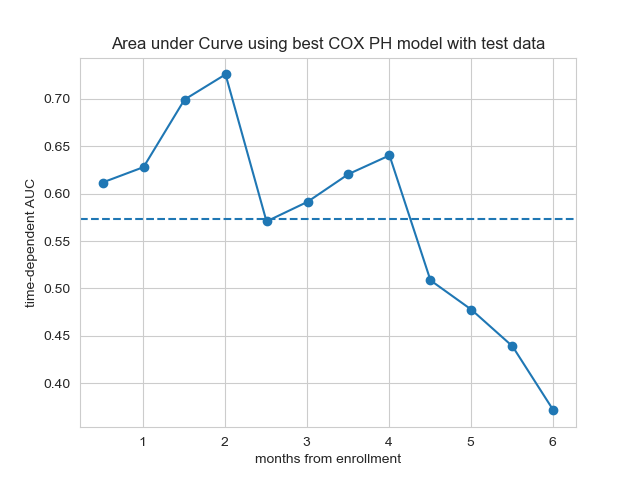 Area under Curve using best COX PH model with test data
time-dependent AUC
0.70
0.65
0.60
0.55
0.50
0.45
0.40
1 2 3 4 5 6
months from enrollment